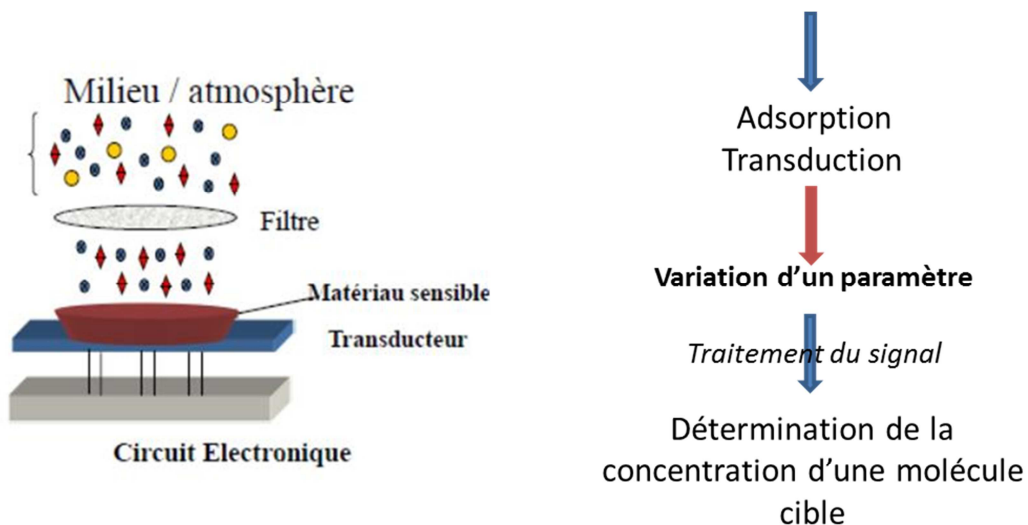 Milieu / atmosphère
Filtre
Matériau sensible
Transducteur
Circuit Electronique
Adsorption
Transduction
Variation d'un paramètre
Traitement du signal
Détermination de la
concentration d'une molécule
cible